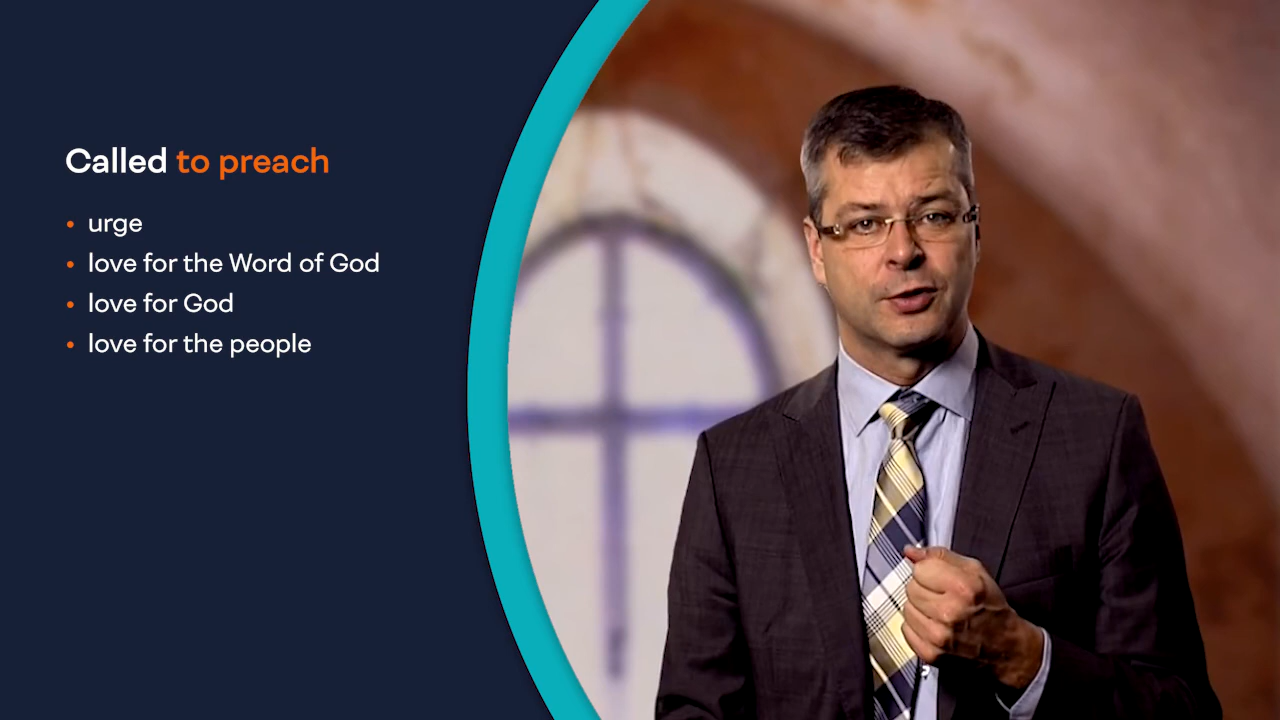 Called to preach
• urge
• love for the Word of God
• love for God
• love for the people